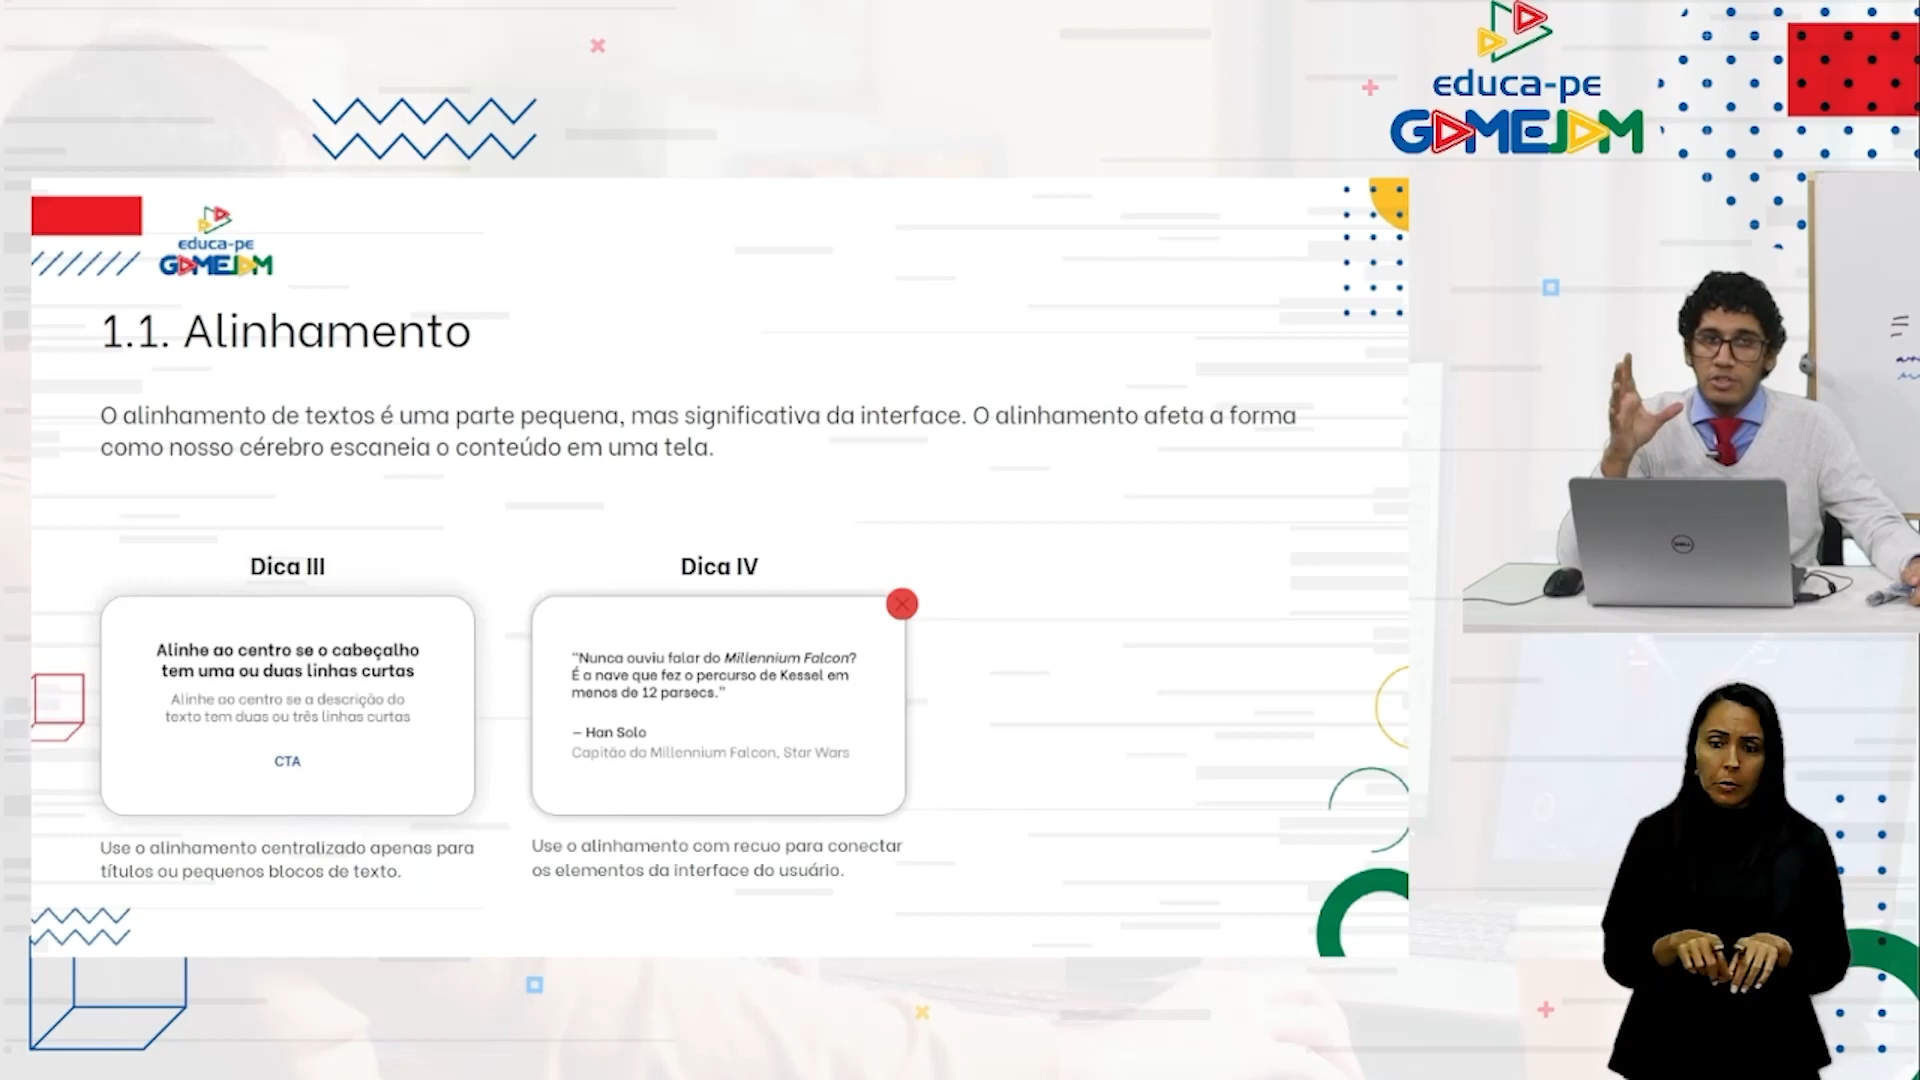 educa-pe
GAMEJAM
educa-pe
GAMEJAM
1.1. Alinhamento
O alinhamento de textos é uma parte pequena, mas significativa da interface. O alinhamento afeta a forma
como nosso cérebro escaneia o conteúdo em uma tela.
Dica III
Alinhe ao centro se o cabeçalho
tem uma ou duas linhas curtas
Alinhe ao centro se a descrição do
texto tem duas ou três linhas curtas
CTA
Use o alinhamento centralizado apenas para
títulos ou pequenos blocos de texto.
Dica IV
"Nunca ouviu falar do Millennium Falcon?
É a nave que fez o percurso de Kessel em
menos de 12 parsecs."
— Han Solo
Capitão da Millennium Falcon, Star Wars
Use o alinhamento com recuo para conectar
os elementos da interface do usuário.
DELL